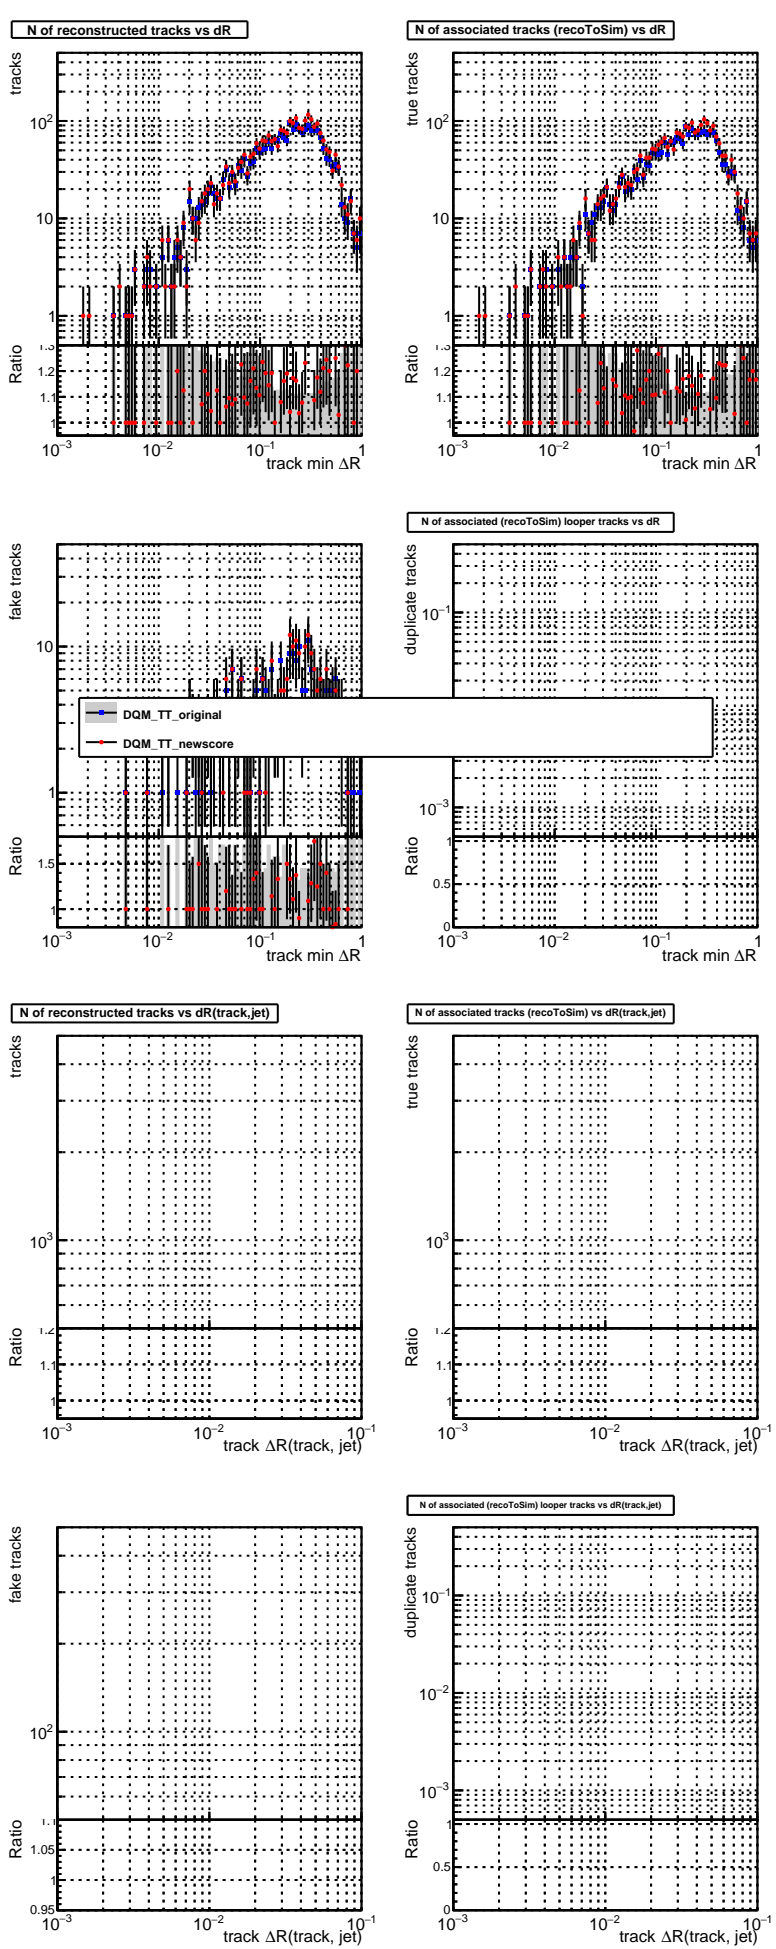 N of reconstructed tracks vs dR
tracks
10²
10
1
Ratio
1.3
1.2
1.1
1
10⁻³ 10⁻² 10⁻¹ 1
track min ΔR
N of associated tracks (recoToSim) vs dR
true tracks
10²
10
1
Ratio
1.3
1.2
1.1
1
10⁻³ 10⁻² 10⁻¹ 1
track min ΔR
fake tracks
10
1
Ratio
1.5
1
10⁻³ 10⁻² 10⁻¹ 1
track min ΔR
N of associated (recoToSim) looper tracks vs dR
duplicate tracks
10⁻¹
10⁻³
Ratio
1
0.5
0
10⁻³ 10⁻² 10⁻¹ 1
track min ΔR
DQM_TT_original
DQM_TT_newscore
N of reconstructed tracks vs dR(track,jet)
tracks
10³
Ratio
1.2
1.1
1
10⁻³ 10⁻² 10⁻¹
track ΔR(track, jet)
N of associated tracks (recoToSim) vs dR(track,jet)
true tracks
10³
Ratio
1.2
1.1
1
10⁻³ 10⁻² 10⁻¹
track ΔR(track, jet)
fake tracks
10²
Ratio
1.1
1.05
1
0.95
10⁻³ 10⁻² 10⁻¹
track ΔR(track, jet)
N of associated (recoToSim) looper tracks vs dR(track,jet)
duplicate tracks
10⁻¹
10⁻²
10⁻³
Ratio
1
0.5
0
10⁻³ 10⁻² 10⁻¹
track ΔR(track, jet)